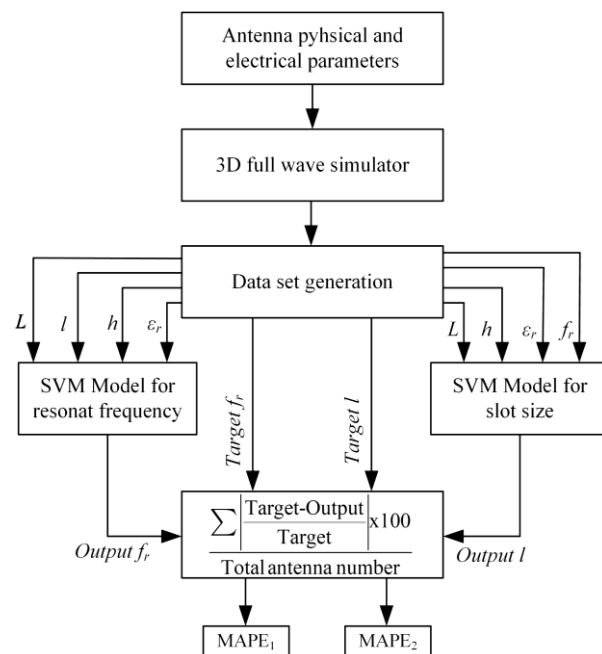 Antenna pyhsical and
electrical parameters
3D full wave simulator
Data set generation
L
l
h
εr
L
h
εr
fr
SVM Model for
resonat frequency
Target fr
Target l
SVM Model for
slot size
∑|Target-Output
Target|x100
Total antenna number
Output fr
Output l
MAPE1
MAPE2